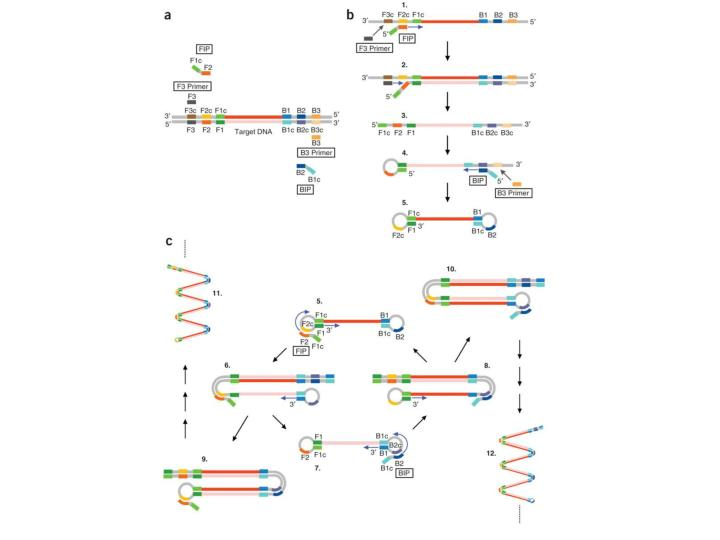 a
FIP
F1c
F2
F3 Primer
F3
F3c F2c F1c B1 B2 B3
3' 5'
5' 3'
F3 F2 F1 Target DNA B1c B2c B3c
B3
B3 Primer
B2
B1c
BIP
b
1.
F3c F2c F1c B1 B2 B3
3' 5'
5'
FIP
F3 Primer
2.
3' 5'
3'
5'
3.
5' 3'
F1c F2 F1 B1c B2c B3c
4.
3'
5'
BIP 5'
B3 Primer
5.
F1c B1
F1 3' B1c
F2c B2
c
11.
5.
F1c B1
F2c 3'
F1 B1c
F2 F1c B2
FIP
10.
6.
3'
8.
3'
F1 B1c
B2c
F2 F1c 3' B1
7. B1c B2
BIP
9.
12.